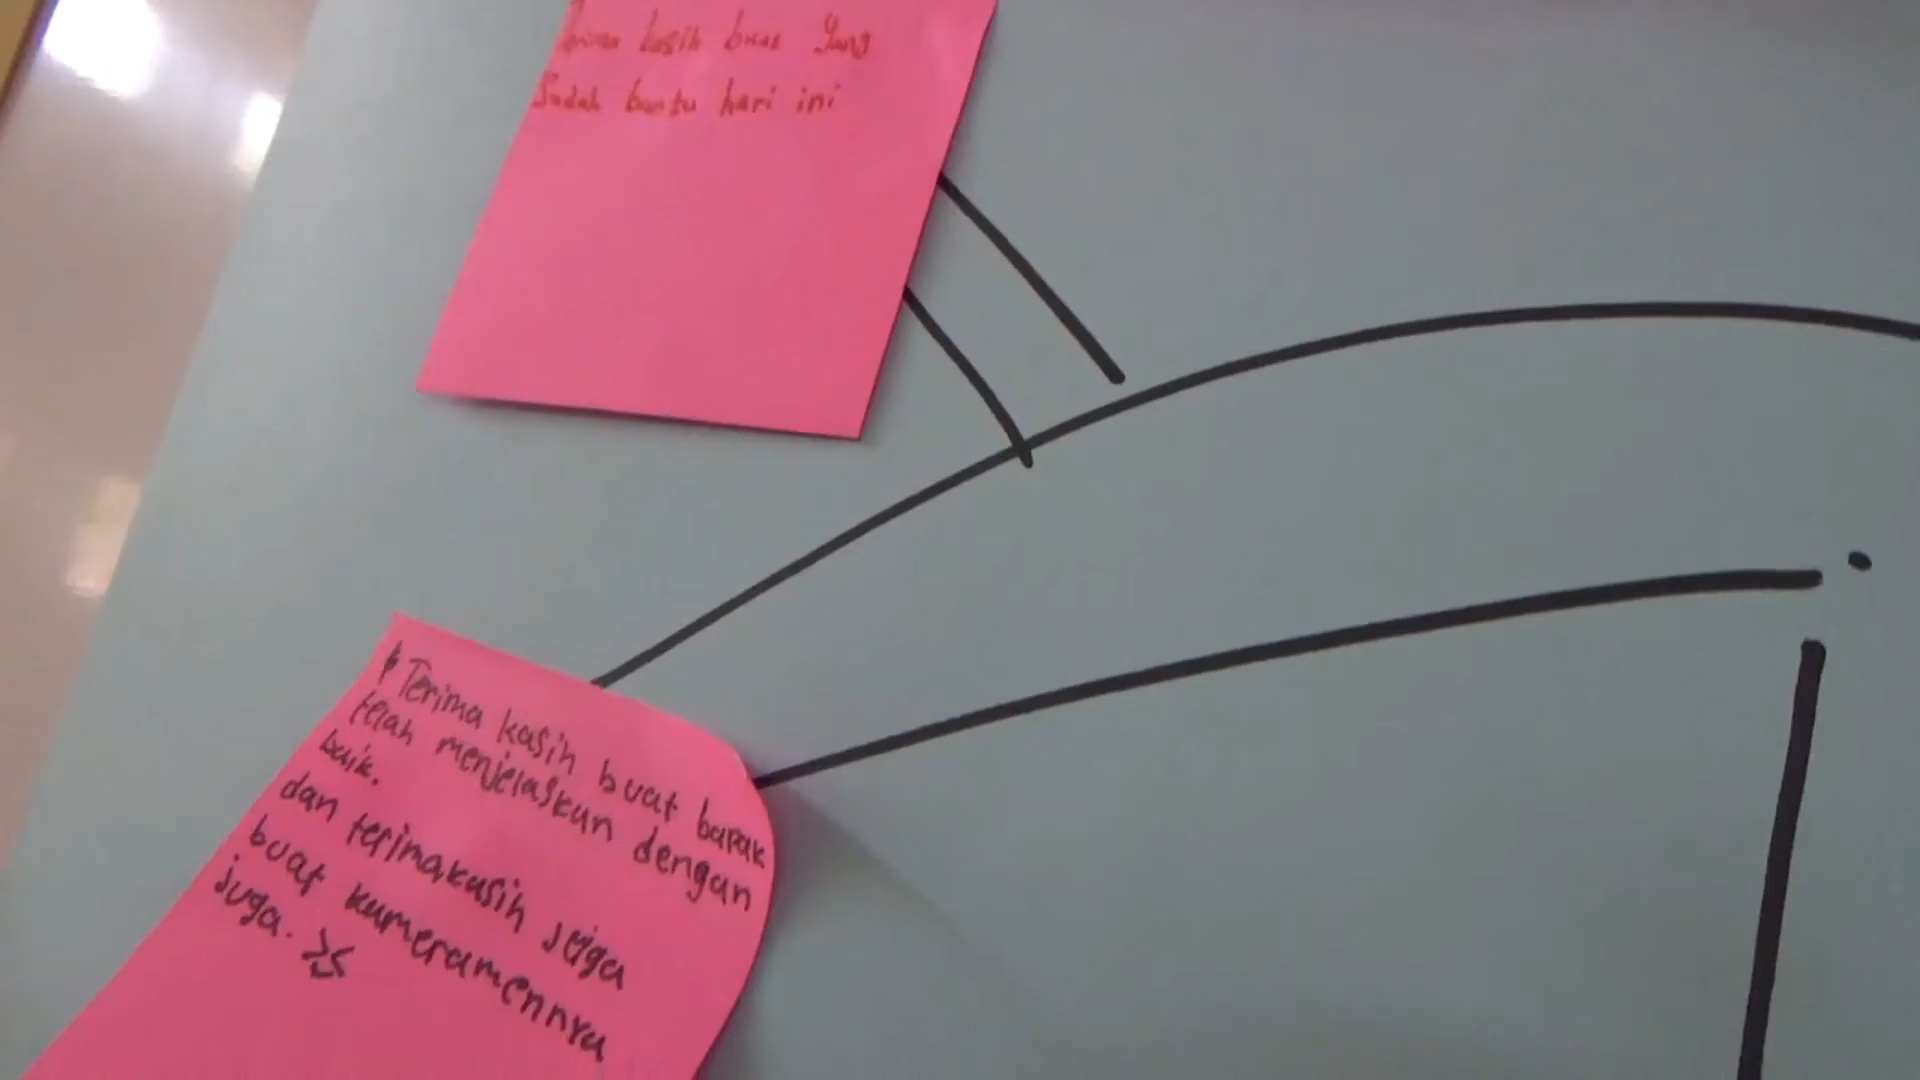 Terima kasih buat yang
Sudah bantu hari ini
Terima kasih buat bapak
telah menjelaskan dengan
baik.
dan terimakasih juga
buat kameramennya
juga.